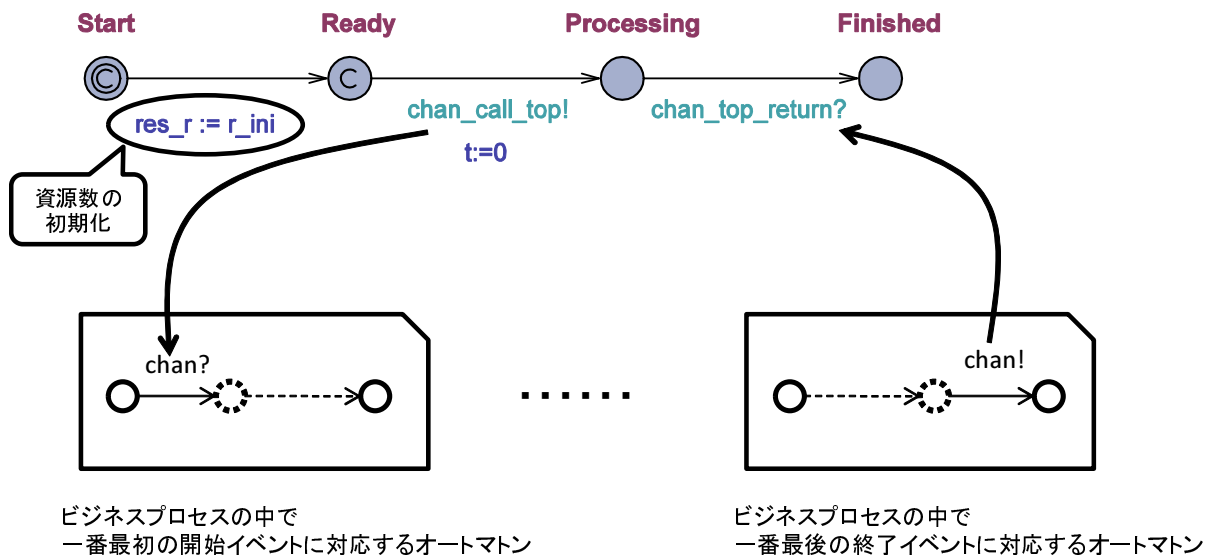 Start
Ready
Processing
Finished
C
C
res_r := r_ini
chan_call_top!
chan_top_return?
t:=0
資源数の
初期化
chan?
chan!
......
ビジネスプロセスの中で
一番最初の開始イベントに対応するオートマトン
ビジネスプロセスの中で
一番最後の終了イベントに対応するオートマトン